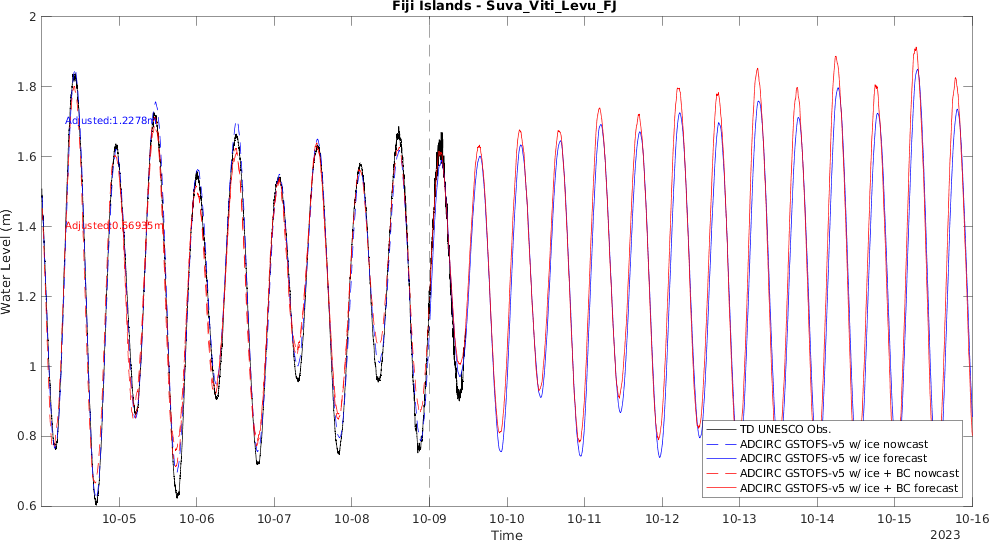 Fiji Islands - Suva_Viti_Levu_FJ
2
1.8
1.6
1.4
1.2
1
0.8
0.6
Water Level (m)
Adjusted:1.2278m
Adjusted:0.66935m
TD UNESCO Obs.
ADCIRC GSTOFS-v5 w/ ice nowcast
ADCIRC GSTOFS-v5 w/ ice forecast
ADCIRC GSTOFS-v5 w/ ice + BC nowcast
ADCIRC GSTOFS-v5 w/ ice + BC forecast
10-05 10-06 10-07 10-08 10-09 10-10 10-11 10-12 10-13 10-14 10-15 10-16
Time
2023